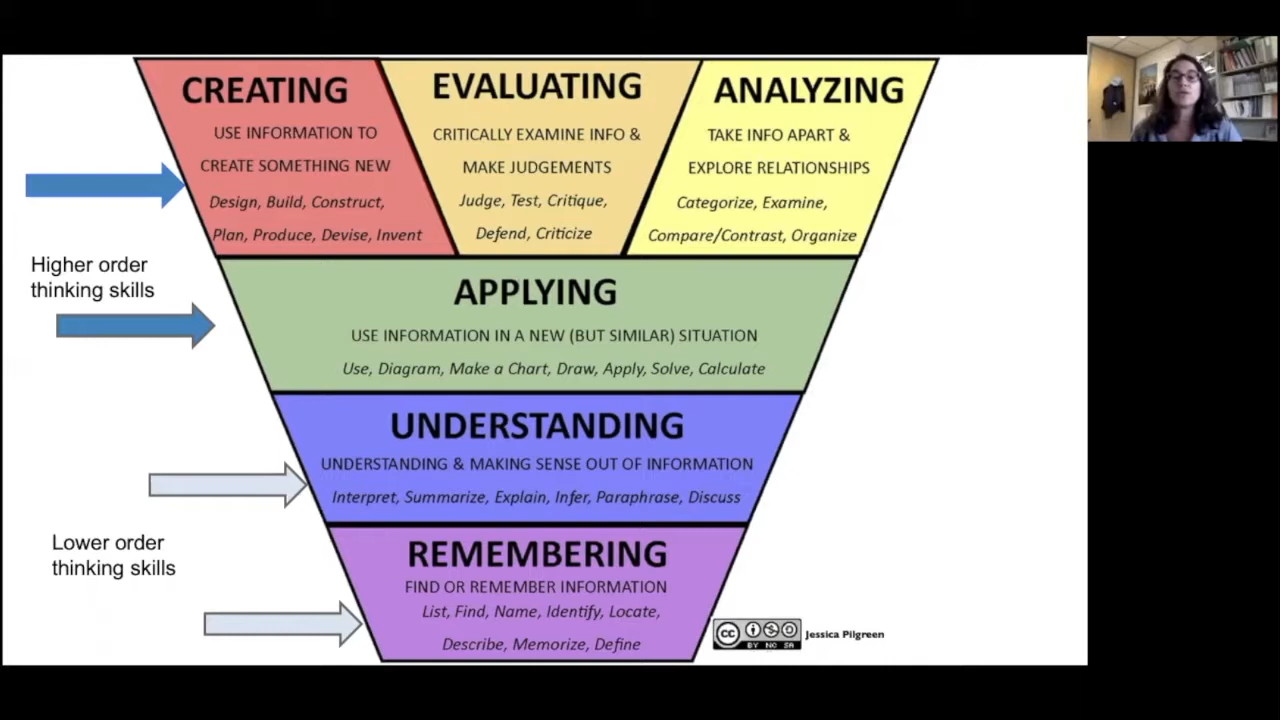 CREATING
USE INFORMATION TO
CREATE SOMETHING NEW
Design, Build, Construct,
Plan, Produce, Devise, Invent
EVALUATING
CRITICALLY EXAMINE INFO &
MAKE JUDGEMENTS
Judge, Test, Critique,
Defend, Criticize
ANALYZING
TAKE INFO APART &
EXPLORE RELATIONSHIPS
Categorize, Examine,
Compare/Contrast, Organize
Higher order
thinking skills
APPLYING
USE INFORMATION IN A NEW (BUT SIMILAR) SITUATION
Use, Diagram, Make a Chart, Draw, Apply, Solve, Calculate
UNDERSTANDING
UNDERSTANDING & MAKING SENSE OUT OF INFORMATION
Interpret, Summarize, Explain, Infer, Paraphrase, Discuss
Lower order
thinking skills
REMEMBERING
FIND OR REMEMBER INFORMATION
List, Find, Name, Identify, Locate,
Describe, Memorize, Define
CC
BY NC SA
Jessica Pilgreen